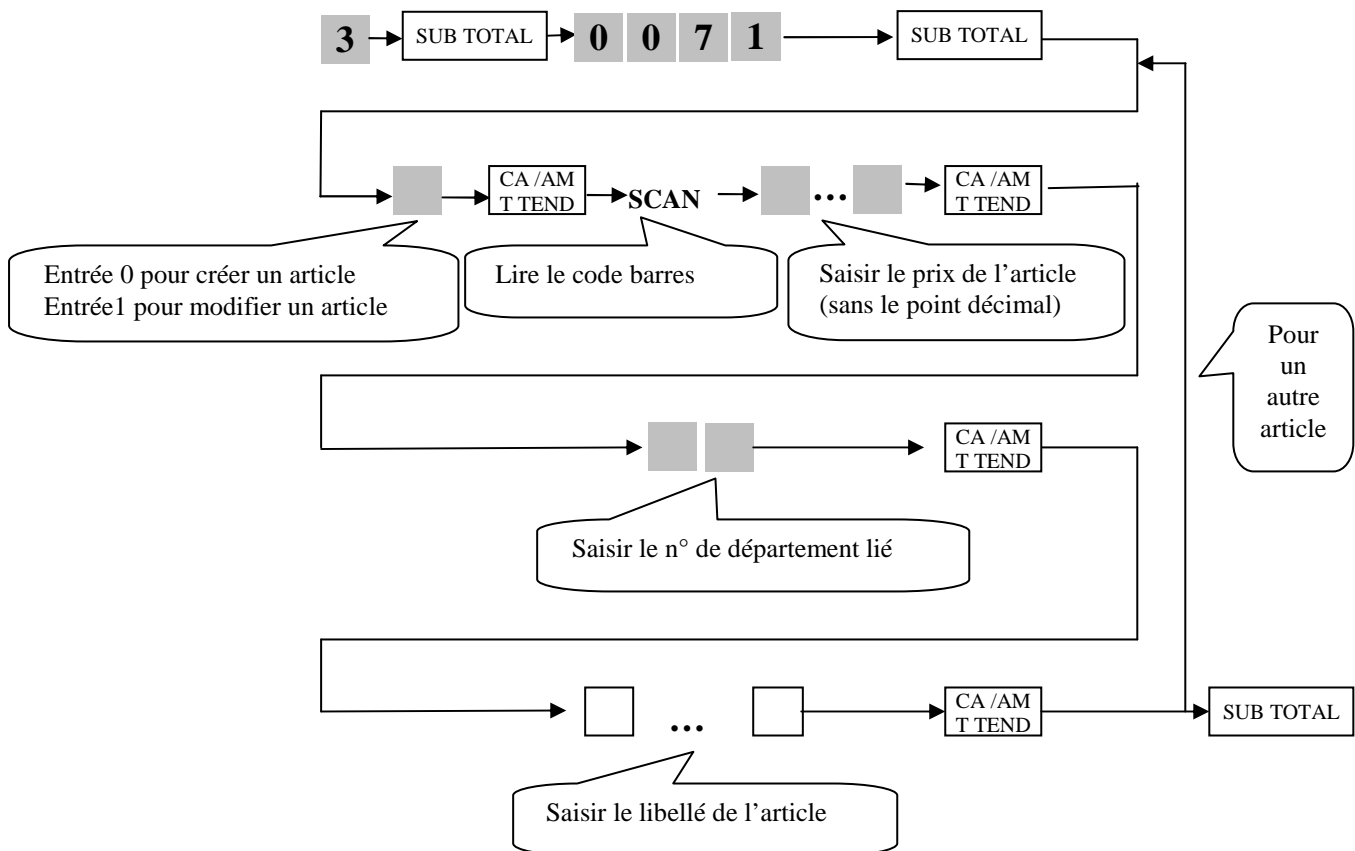 3 SUB TOTAL 0 0 7 1 SUB TOTAL
CA /AM
T TEND
SCAN
...
CA /AM
T TEND
Entrée 0 pour créer un article
Entrée1 pour modifier un article
Lire le code barres
Saisir le prix de l’article
(sans le point décimal)
Pour
un
autre
article
CA /AM
T TEND
Saisir le n° de département lié
...
CA /AM
T TEND
SUB TOTAL
Saisir le libellé de l’article